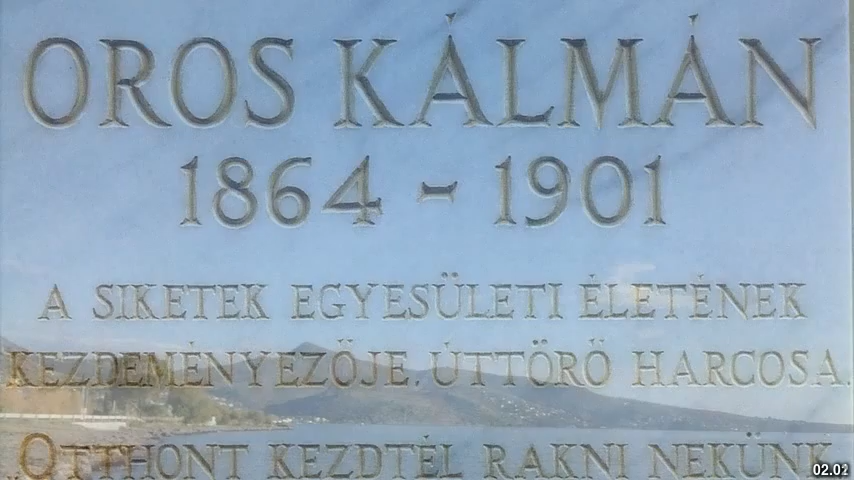 OROS KÁLMÁN
1864 - 1901
A SIKETEK EGYESÜLETI ÉLETÉNEK
KEZDEMÉNYEZŐJE, ÚTTÖRŐ HARCOSA.
OTTHONT KEZDTÉL RAKNI NEKÜNK,
02.02